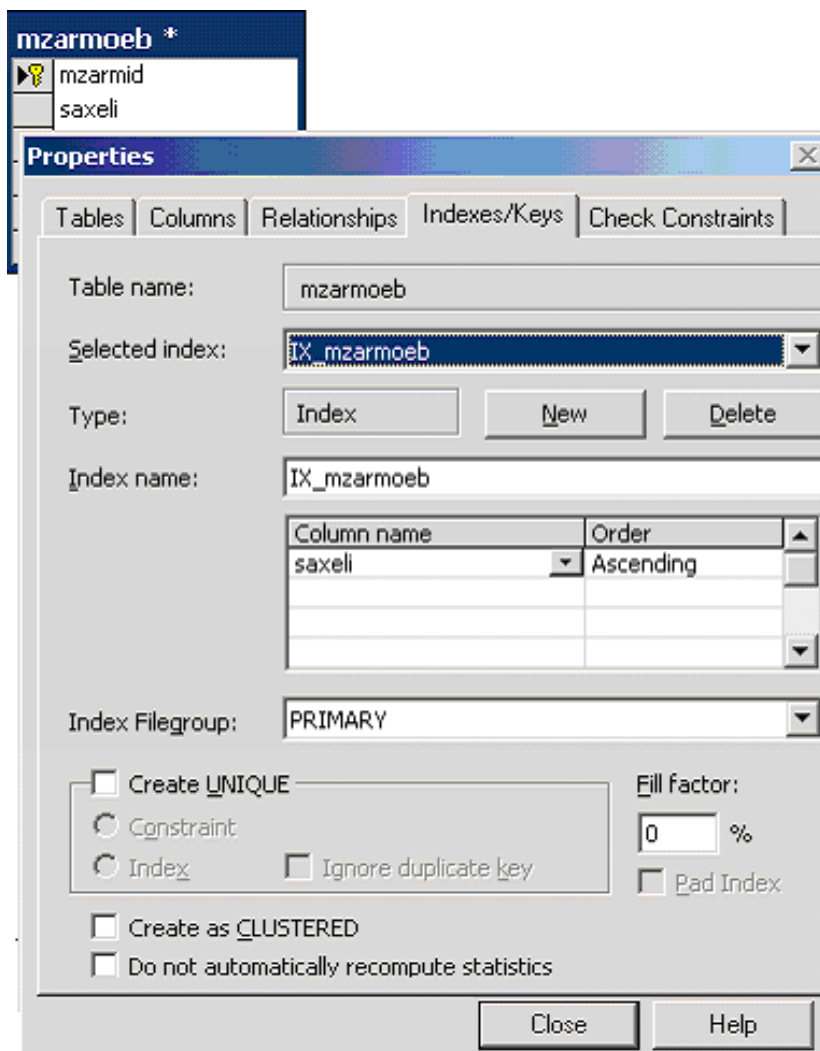 mzarmoeb *
mzarmid
saxeli
Properties
Tables Columns Relationships Indexes/Keys Check Constraints
Table name: mzarmoeb
Selected index: IX_mzarmoeb
Type: Index New Delete
Index name: IX_mzarmoeb
Column name Order
saxeli Ascending
Index Filegroup: PRIMARY
Create UNIQUE Fill factor:
Constraint 0 %
Index Ignore duplicate key Pad Index
Create as CLUSTERED
Do not automatically recompute statistics
Close Help